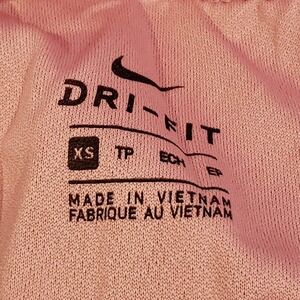 DRI-FIT
XS TP ECH EP
MADE IN VIETNAM
FABRIQUE AU VIETNAM